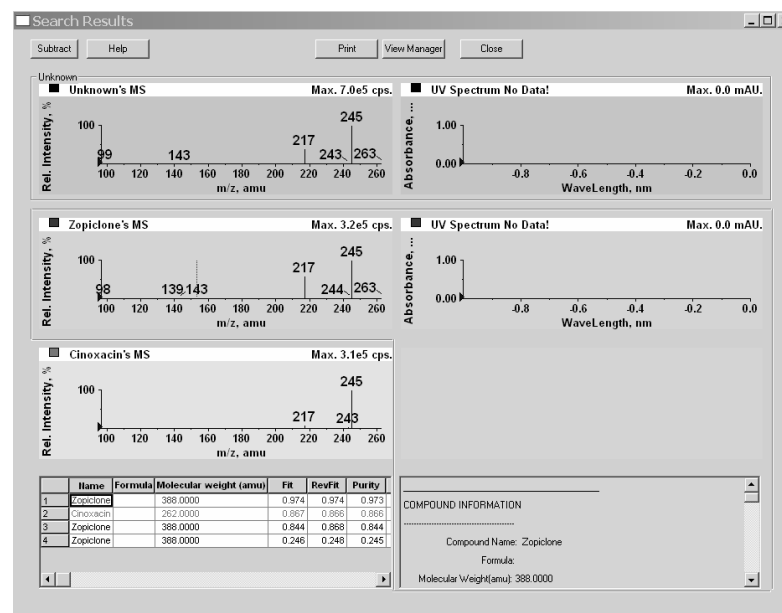 Search Results
Subtract Help Print View Manager Close
Unknown
Unknown's MS Max. 7.0e5 cps.
Rel. Intensity, %
100
99 143 217 243 245 263
100 120 140 160 180 200 220 240 260
m/z, amu
UV Spectrum No Data! Max. 0.0 mAU.
Absorbance, ...
1.00
0.00
-0.8 -0.6 -0.4 -0.2 0.0
WaveLength, nm
Zopiclone's MS Max. 3.2e5 cps.
Rel. Intensity, %
100
98 139 143 217 244 245 263
100 120 140 160 180 200 220 240 260
m/z, amu
UV Spectrum No Data! Max. 0.0 mAU.
Absorbance, ...
1.00
0.00
-0.8 -0.6 -0.4 -0.2 0.0
WaveLength, nm
Cinoxacin's MS Max. 3.1e5 cps.
Rel. Intensity, %
100
217 243 245
100 120 140 160 180 200 220 240 260
m/z, amu
Name Formula Molecular weight (amu) Fit RevFit Purity
1 Zopiclone 388.0000 0.974 0.974 0.973
2 Cinoxacin 262.0000 0.867 0.866 0.866
3 Zopiclone 388.0000 0.844 0.868 0.844
4 Zopiclone 388.0000 0.246 0.248 0.245
COMPOUND INFORMATION
Compound Name: Zopiclone
Formula:
Molecular Weight(amu): 388.0000